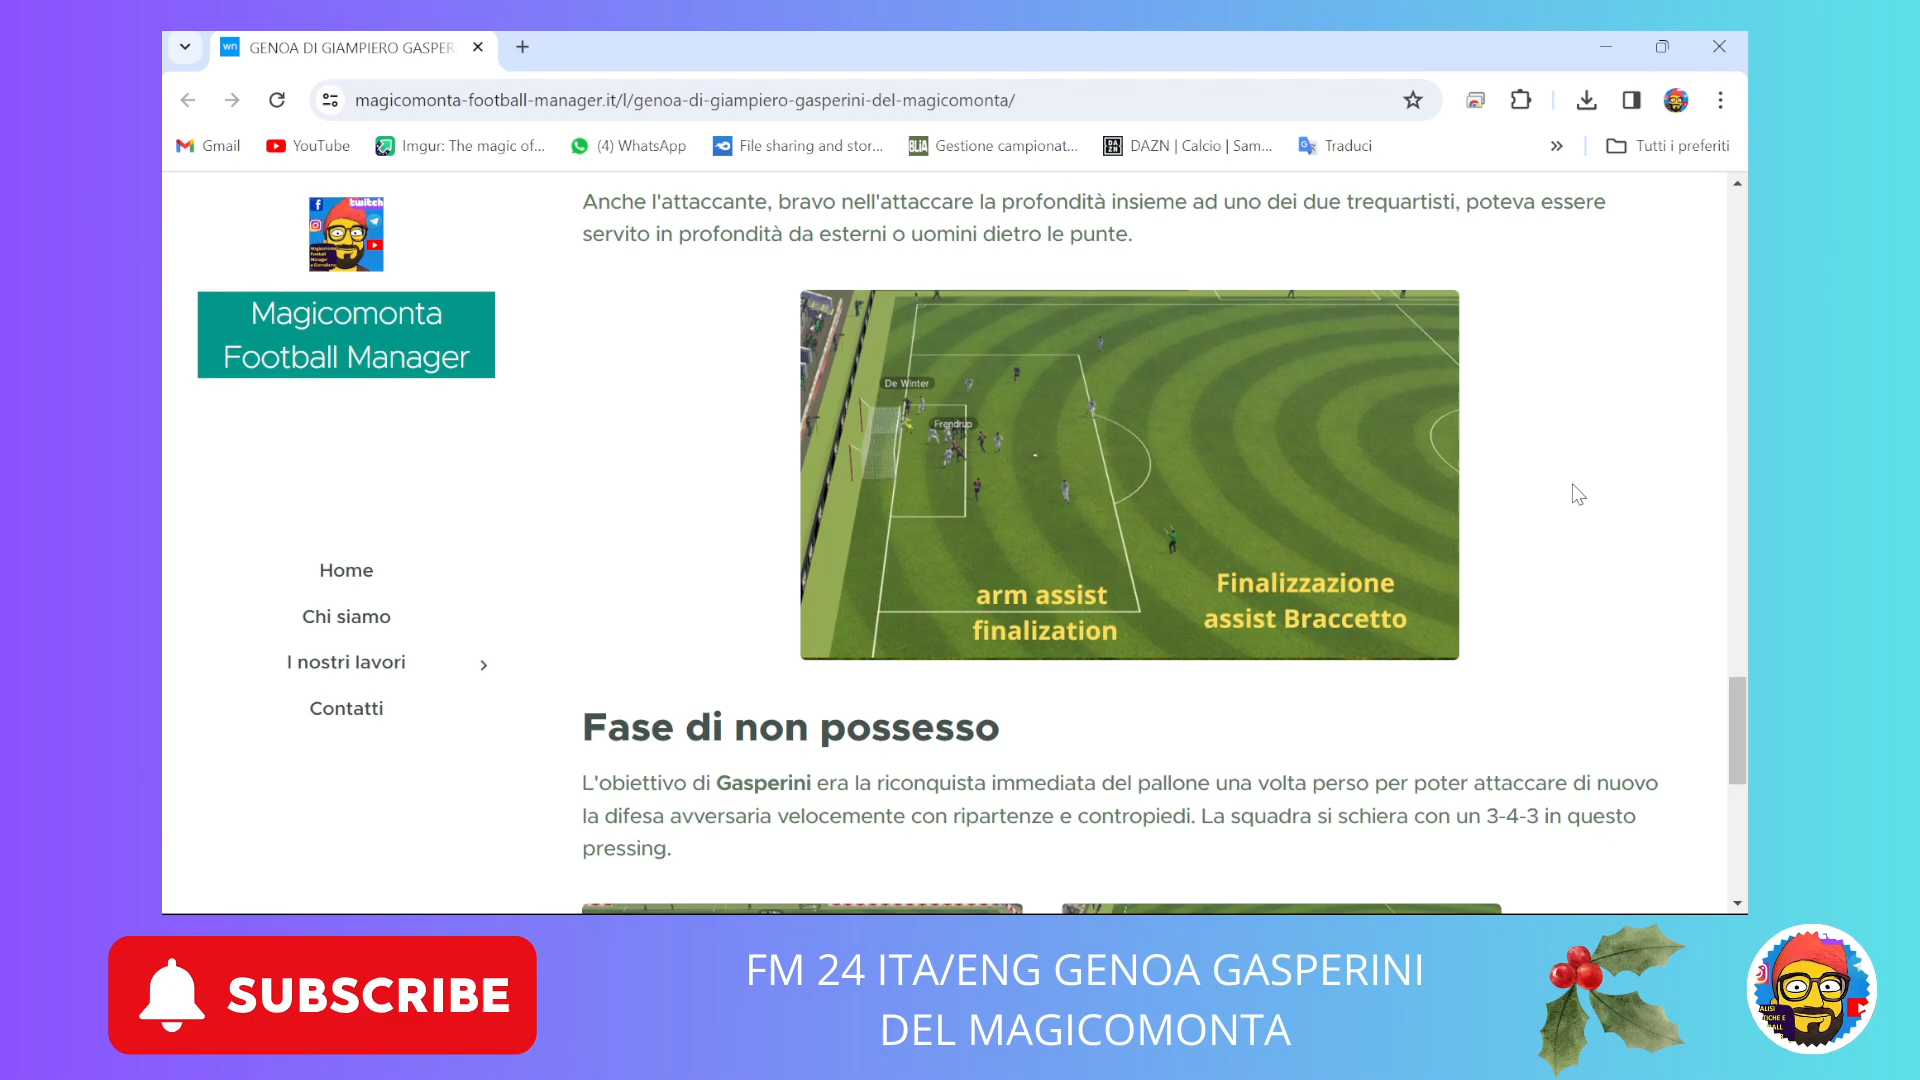 GENOA DI GIAMPIERO GASPER
magicomonta-football-manager.it/l/genoa-di-giampiero-gasperini-del-magicomonta/
Gmail
YouTube
Imgur: The magic of...
(4) WhatsApp
File sharing and stor...
Gestione campionat...
DAZN | Calcio | Sam...
Traduci
»
Tutti i preferiti
twitch
Magicomonta
Football Manager
Home
Chi siamo
I nostri lavori
Contatti
Anche l'attaccante, bravo nell'attaccare la profondità insieme ad uno dei due trequartisti, poteva essere
servito in profondità da esterni o uomini dietro le punte.
De Winter
Frendrup
arm assist
finalization
Finalizzazione
assist Braccetto
Fase di non possesso
L'obiettivo di Gasperini era la riconquista immediata del pallone una volta perso per poter attaccare di nuovo
la difesa avversaria velocemente con ripartenze e contropiedi. La squadra si schiera con un 3-4-3 in questo
pressing.
SUBSCRIBE
FM 24 ITA/ENG GENOA GASPERINI
DEL MAGICOMONTA